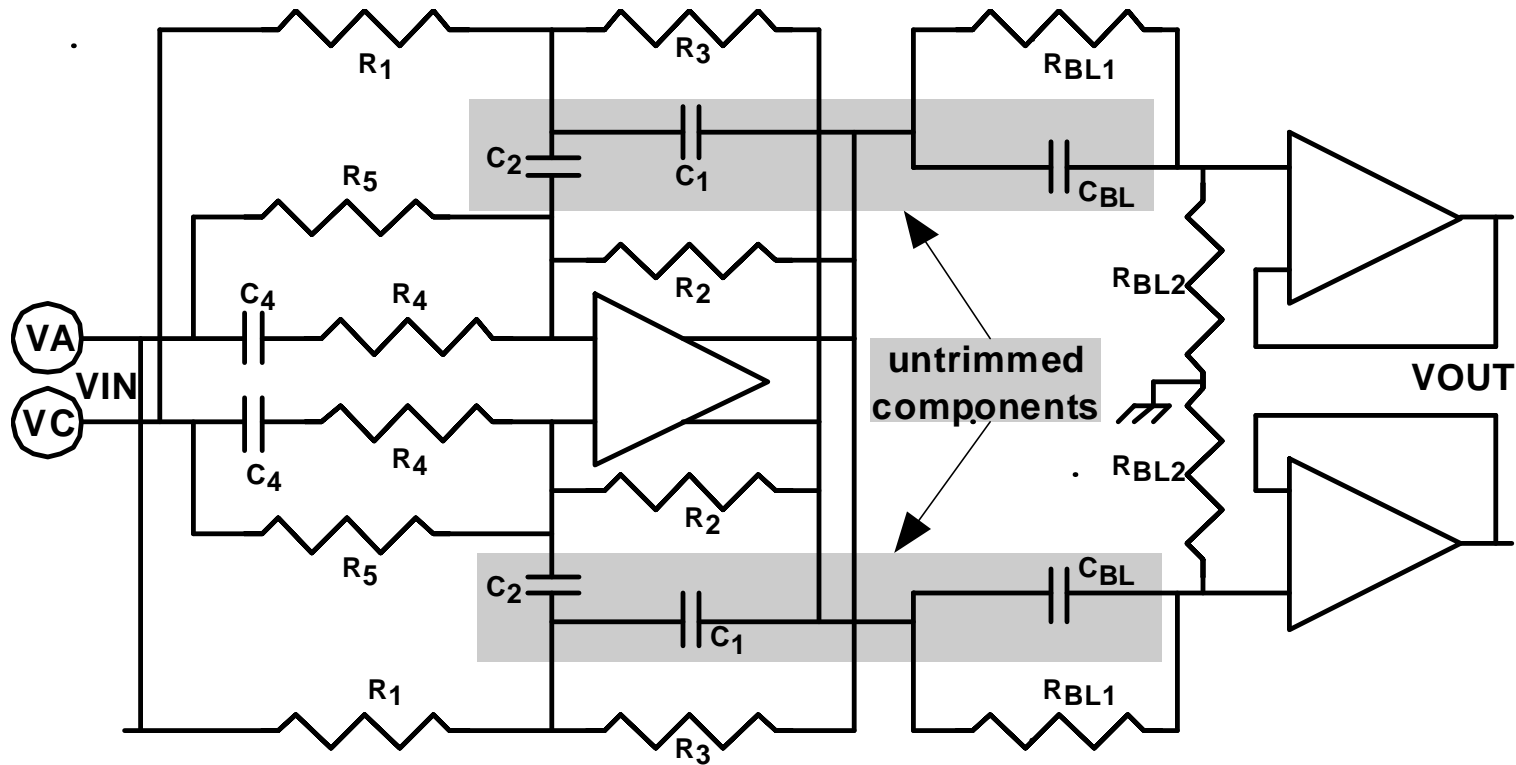 R1
R3
RBL1
C2
C1
CBL
R5
R2
RBL2
C4
R4
VA
VIN
VC
untrimmed
components
VOUT
C4
R4
RBL2
R2
R5
C2
C1
CBL
R1
R3
RBL1